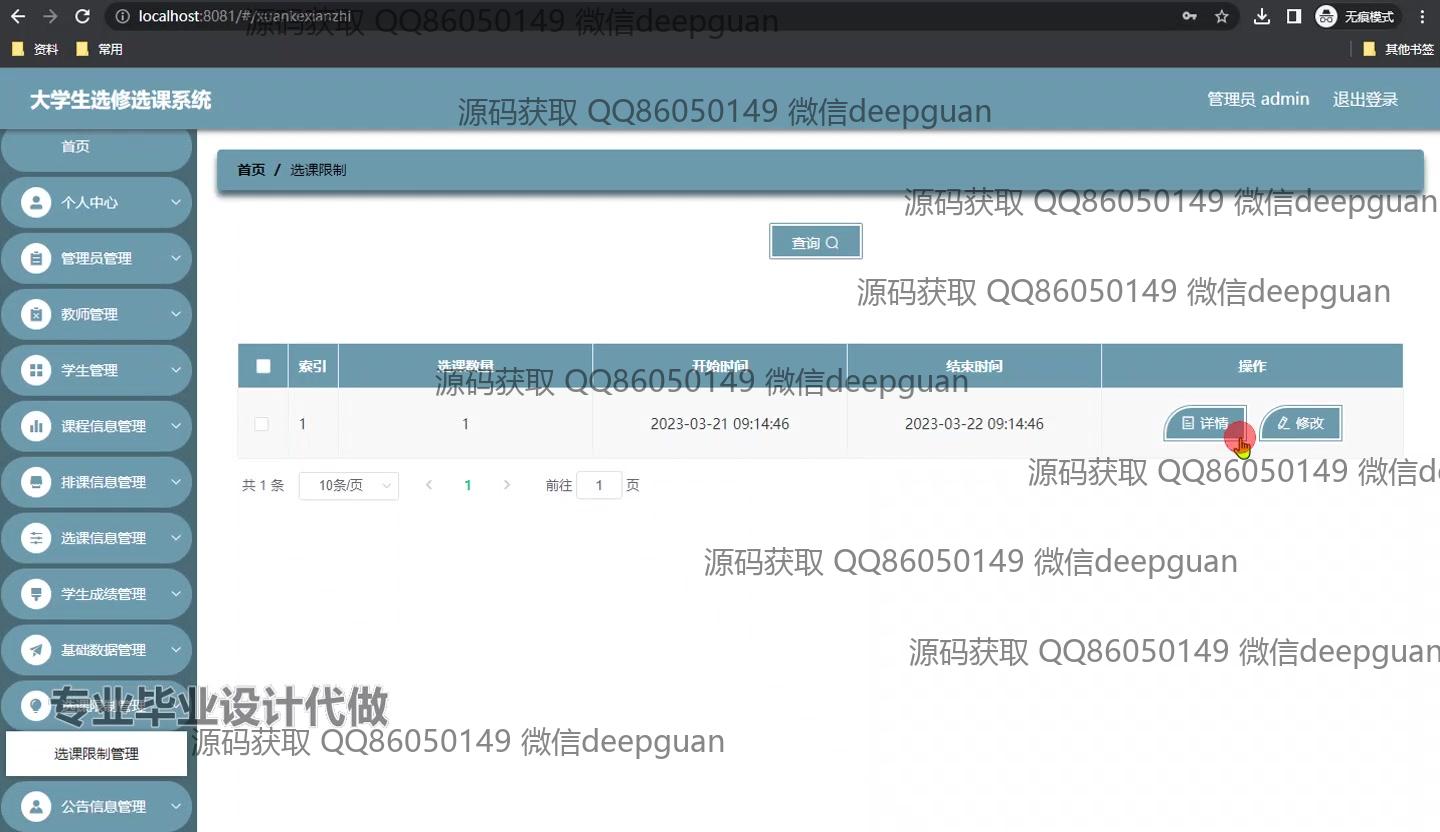 localhost:8081/#/xuankexianzhi
无痕模式
源码获取 QQ86050149 微信deepguan
资料
常用
其他书签
大学生选修选课系统
管理员 admin
退出登录
源码获取 QQ86050149 微信deepguan
首页
首页 / 选课限制
个人中心
源码获取 QQ86050149 微信deepguan
查询
管理员管理
源码获取 QQ86050149 微信deepguan
教师管理
索引 选课数量 开始时间 结束时间 操作
学生管理
源码获取 QQ86050149 微信deepguan
1 1 2023-03-21 09:14:46 2023-03-22 09:14:46 详情 修改
课程信息管理
源码获取 QQ86050149 微信de
共 1 条 10条/页 1 前往 1 页
排课信息管理
选课信息管理
源码获取 QQ86050149 微信deepguan
学生成绩管理
基础数据管理
源码获取 QQ86050149 微信deepguan
选课限制管理
专业毕业设计代做
源码获取 QQ86050149 微信deepguan
选课限制管理
公告信息管理